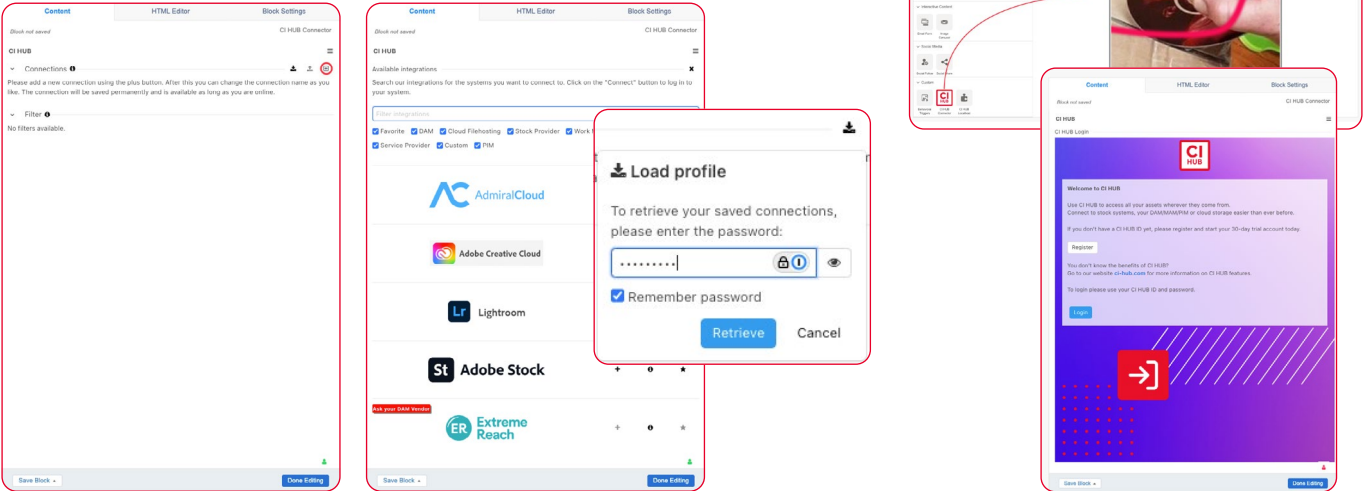 Content HTML Editor Block Settings
Block not saved CI HUB Connector
CI HUB
Connections
Please add a new connection using the plus button. After this you can change the connection name as you
like. The connection will be saved permanently and is available as long as you are online.
Filter
No filters available.
Save Block
Done Editing
Content HTML Editor Block Settings
Block not saved CI HUB Connector
CI HUB
Available integrations
Search our integrations for the systems you want to connect to. Click on the "Connect" button to log in to
your system.
Filter integrations
Favorite DAM Cloud Filehosting Stock Provider Work
Service Provider Custom PIM
AdmiralCloud
Adobe Creative Cloud
Lr Lightroom
St Adobe Stock
Ask your DAM Vendor
ER Extreme
Reach
Save Block
Done Editing
Load profile
To retrieve your saved connections,
please enter the password:
Remember password
Retrieve Cancel
Interactive Content
Social Media
Custom
CI
HUB
Content HTML Editor Block Settings
Block not saved CI HUB Connector
CI HUB
CI HUB Login
CI
HUB
Welcome to CI HUB
Use CI HUB to access all your assets wherever they come from.
Connect to stock systems, your DAM/MAM/PIM or cloud storage easier than ever before.
If you don't have a CI HUB ID yet, please register and start your 30-day trial account today.
Register
You don't know the benefits of CI HUB?
Go to our website ci-hub.com for more information on CI HUB features.
To login please use your CI HUB ID and password.
Login
Save Block
Done Editing